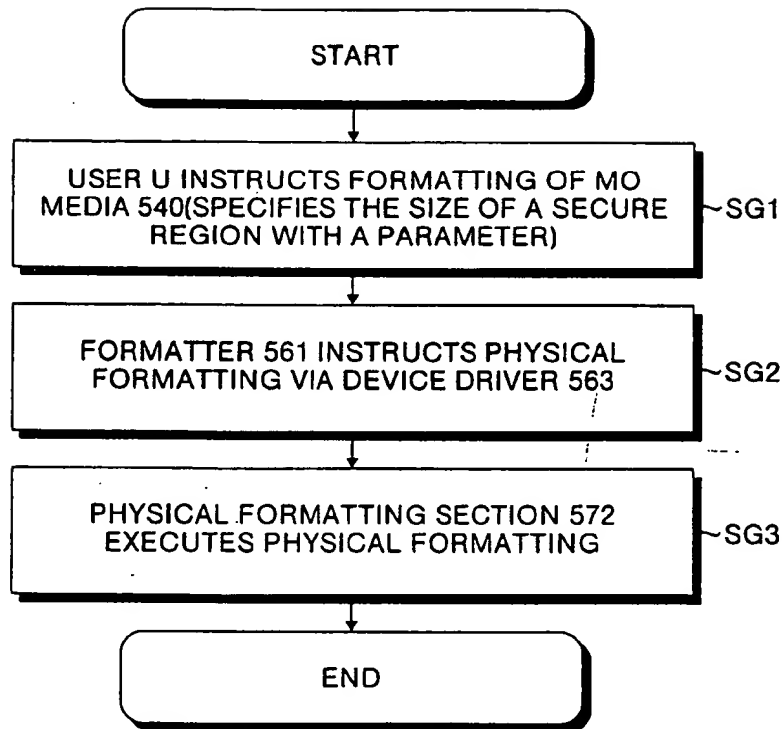 START
USER U INSTRUCTS FORMATTING OF MO
MEDIA 540(SPECIFIES THE SIZE OF A SECURE
REGION WITH A PARAMETER)
~SG1
FORMATTER 561 INSTRUCTS PHYSICAL
FORMATTING VIA DEVICE DRIVER 563
~SG2
PHYSICAL FORMATTING SECTION 572
EXECUTES PHYSICAL FORMATTING
~SG3
END